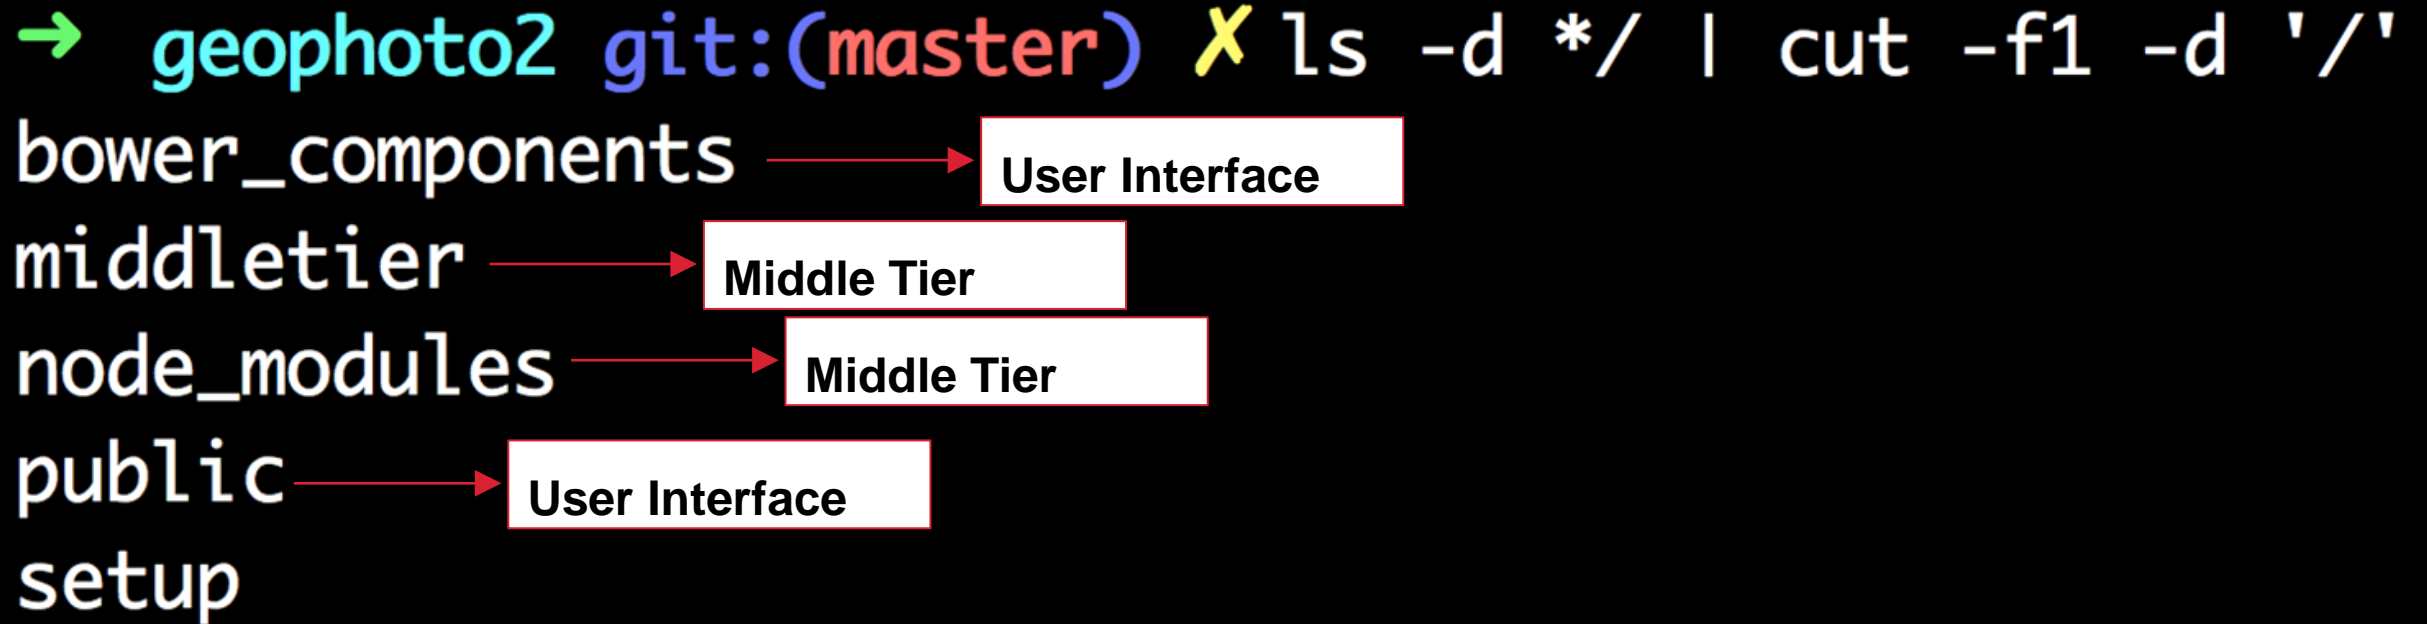 ➜ geophoto2 git:(master) ✗ ls -d */ | cut -f1 -d '/'
bower_components User Interface
middletier Middle Tier
node_modules Middle Tier
public User Interface
setup